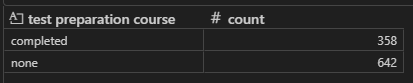 A test preparation course # count
completed 358
none 642